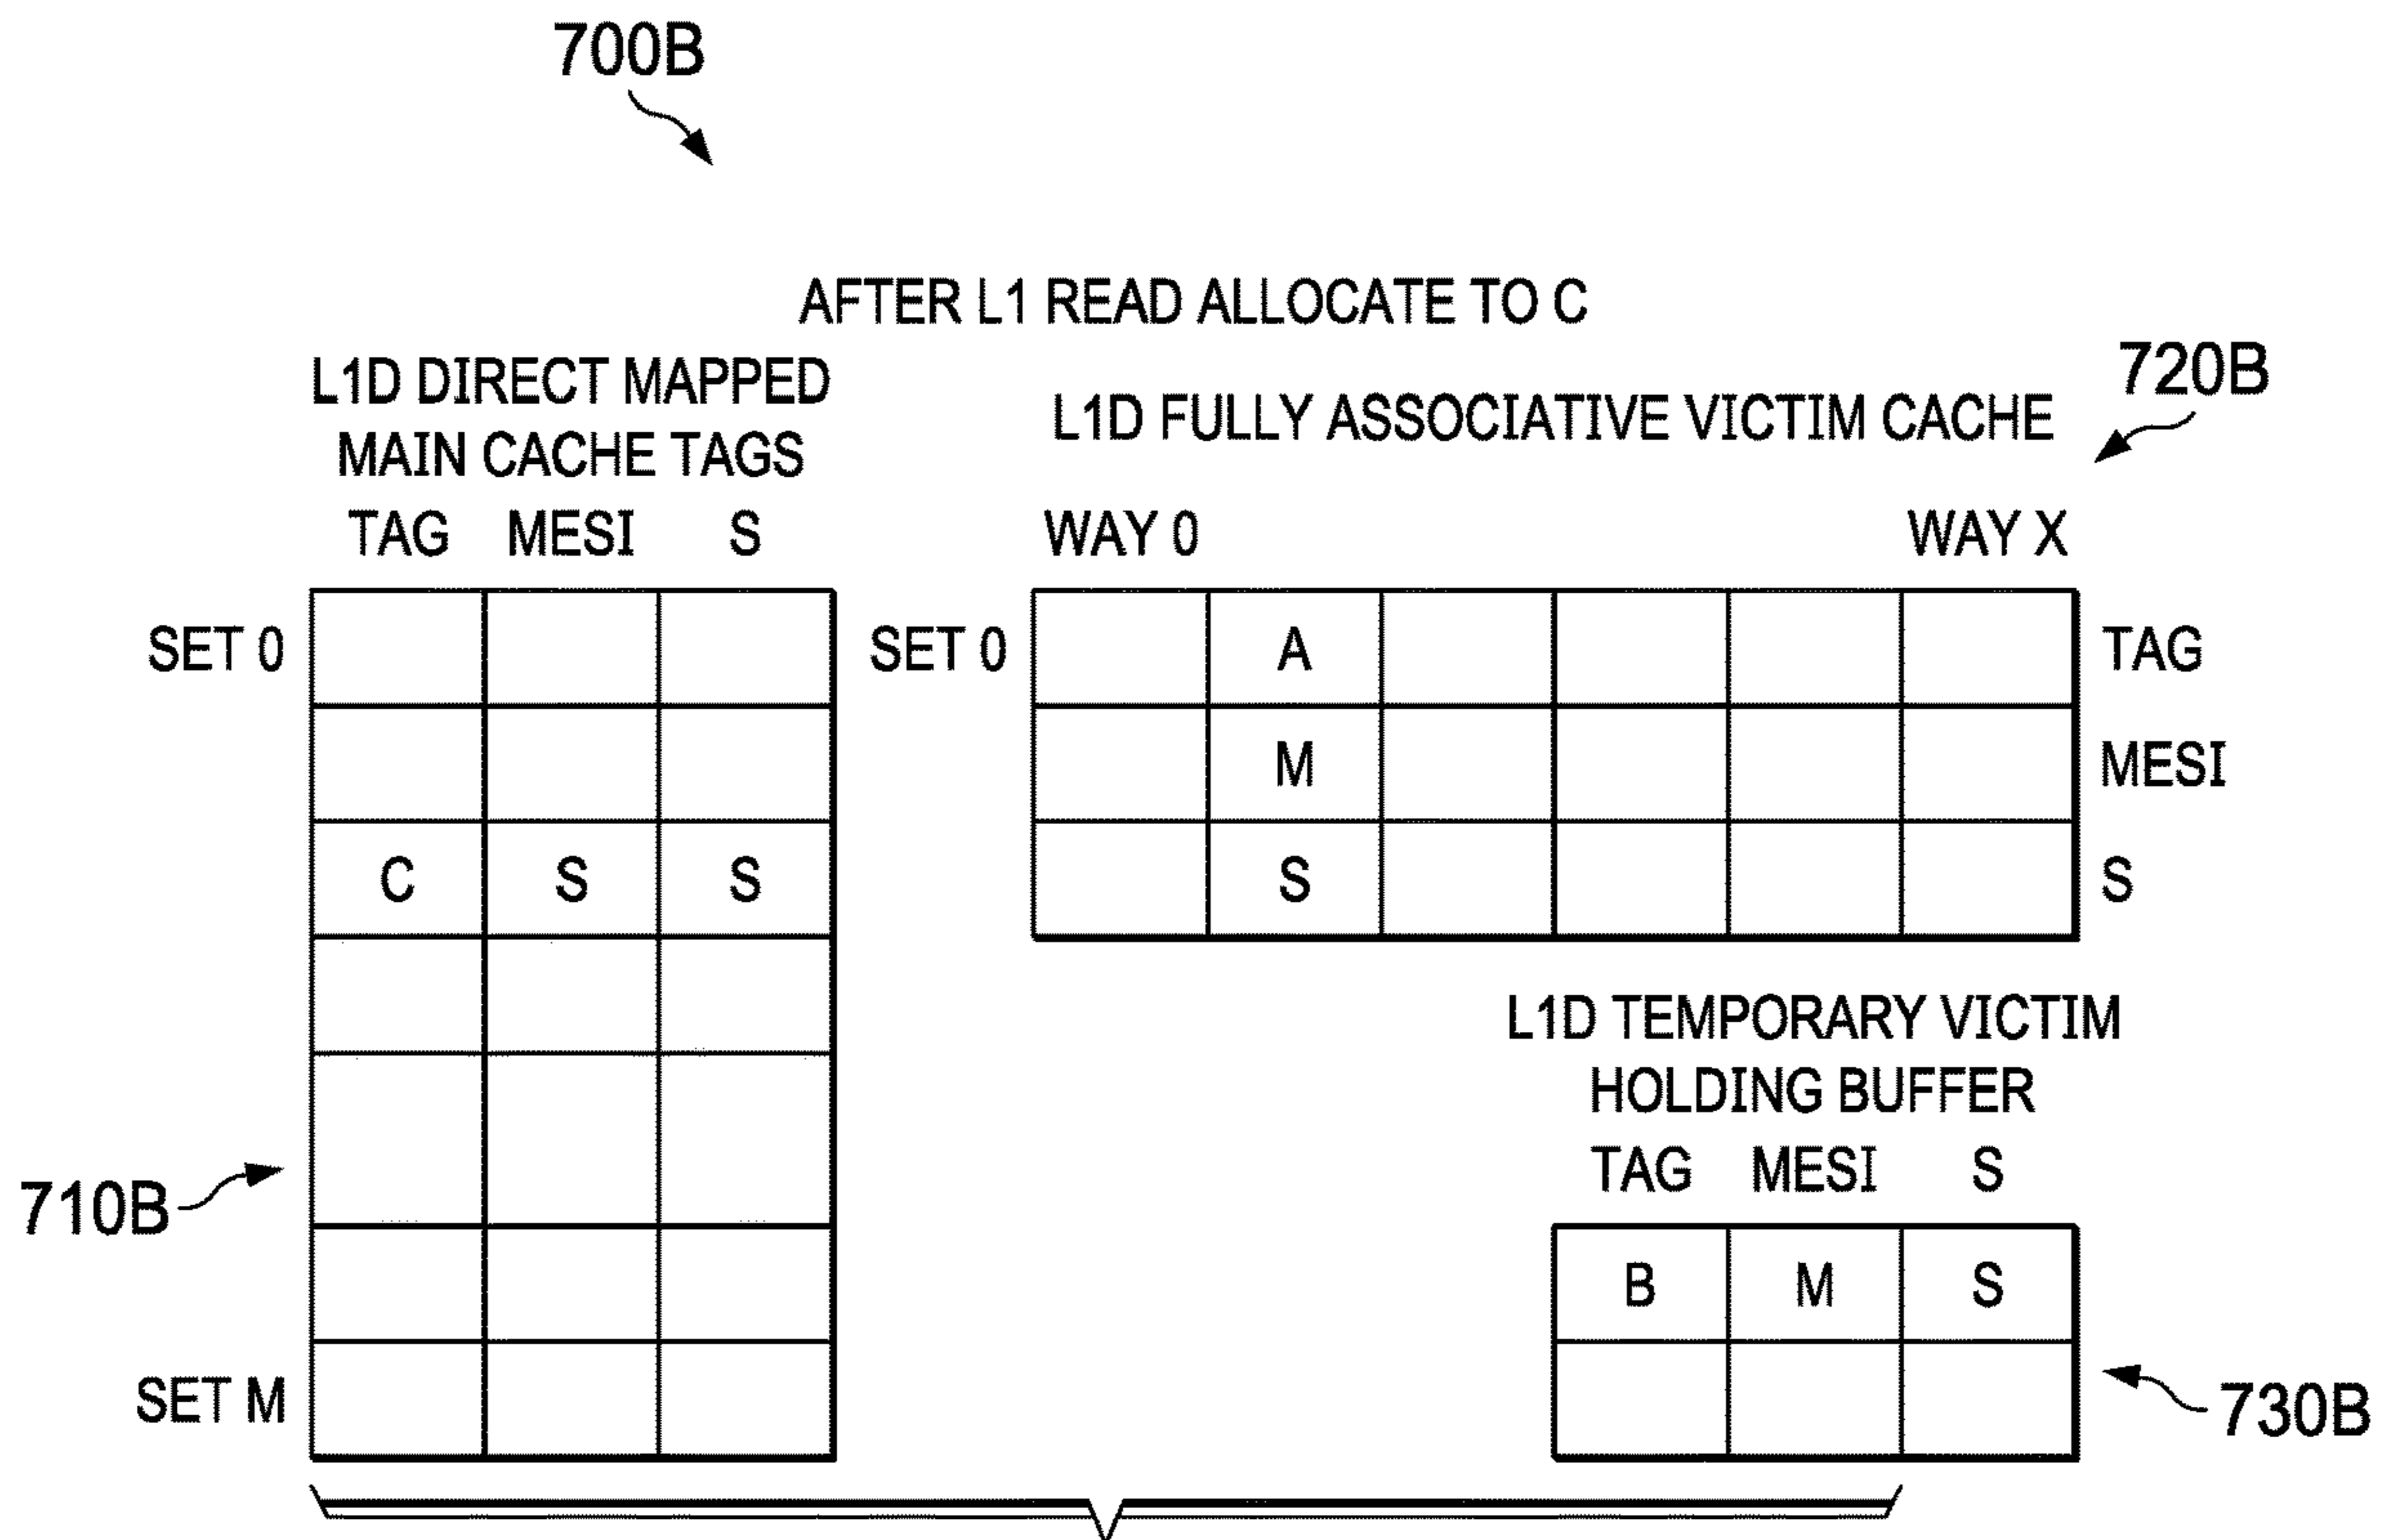 700B
AFTER L1 READ ALLOCATE TO C
L1D DIRECT MAPPED
MAIN CACHE TAGS
TAG MESI S
SET 0
C S S
710B
SET M
720B
L1D FULLY ASSOCIATIVE VICTIM CACHE
WAY 0 WAY X
SET 0 A TAG
M MESI
S S
L1D TEMPORARY VICTIM
HOLDING BUFFER
TAG MESI S
B M S
730B